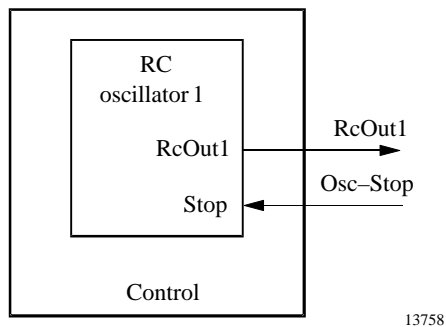 RC
oscillator 1
RcOut1
RcOut1
Osc–Stop
Stop
Control
13758